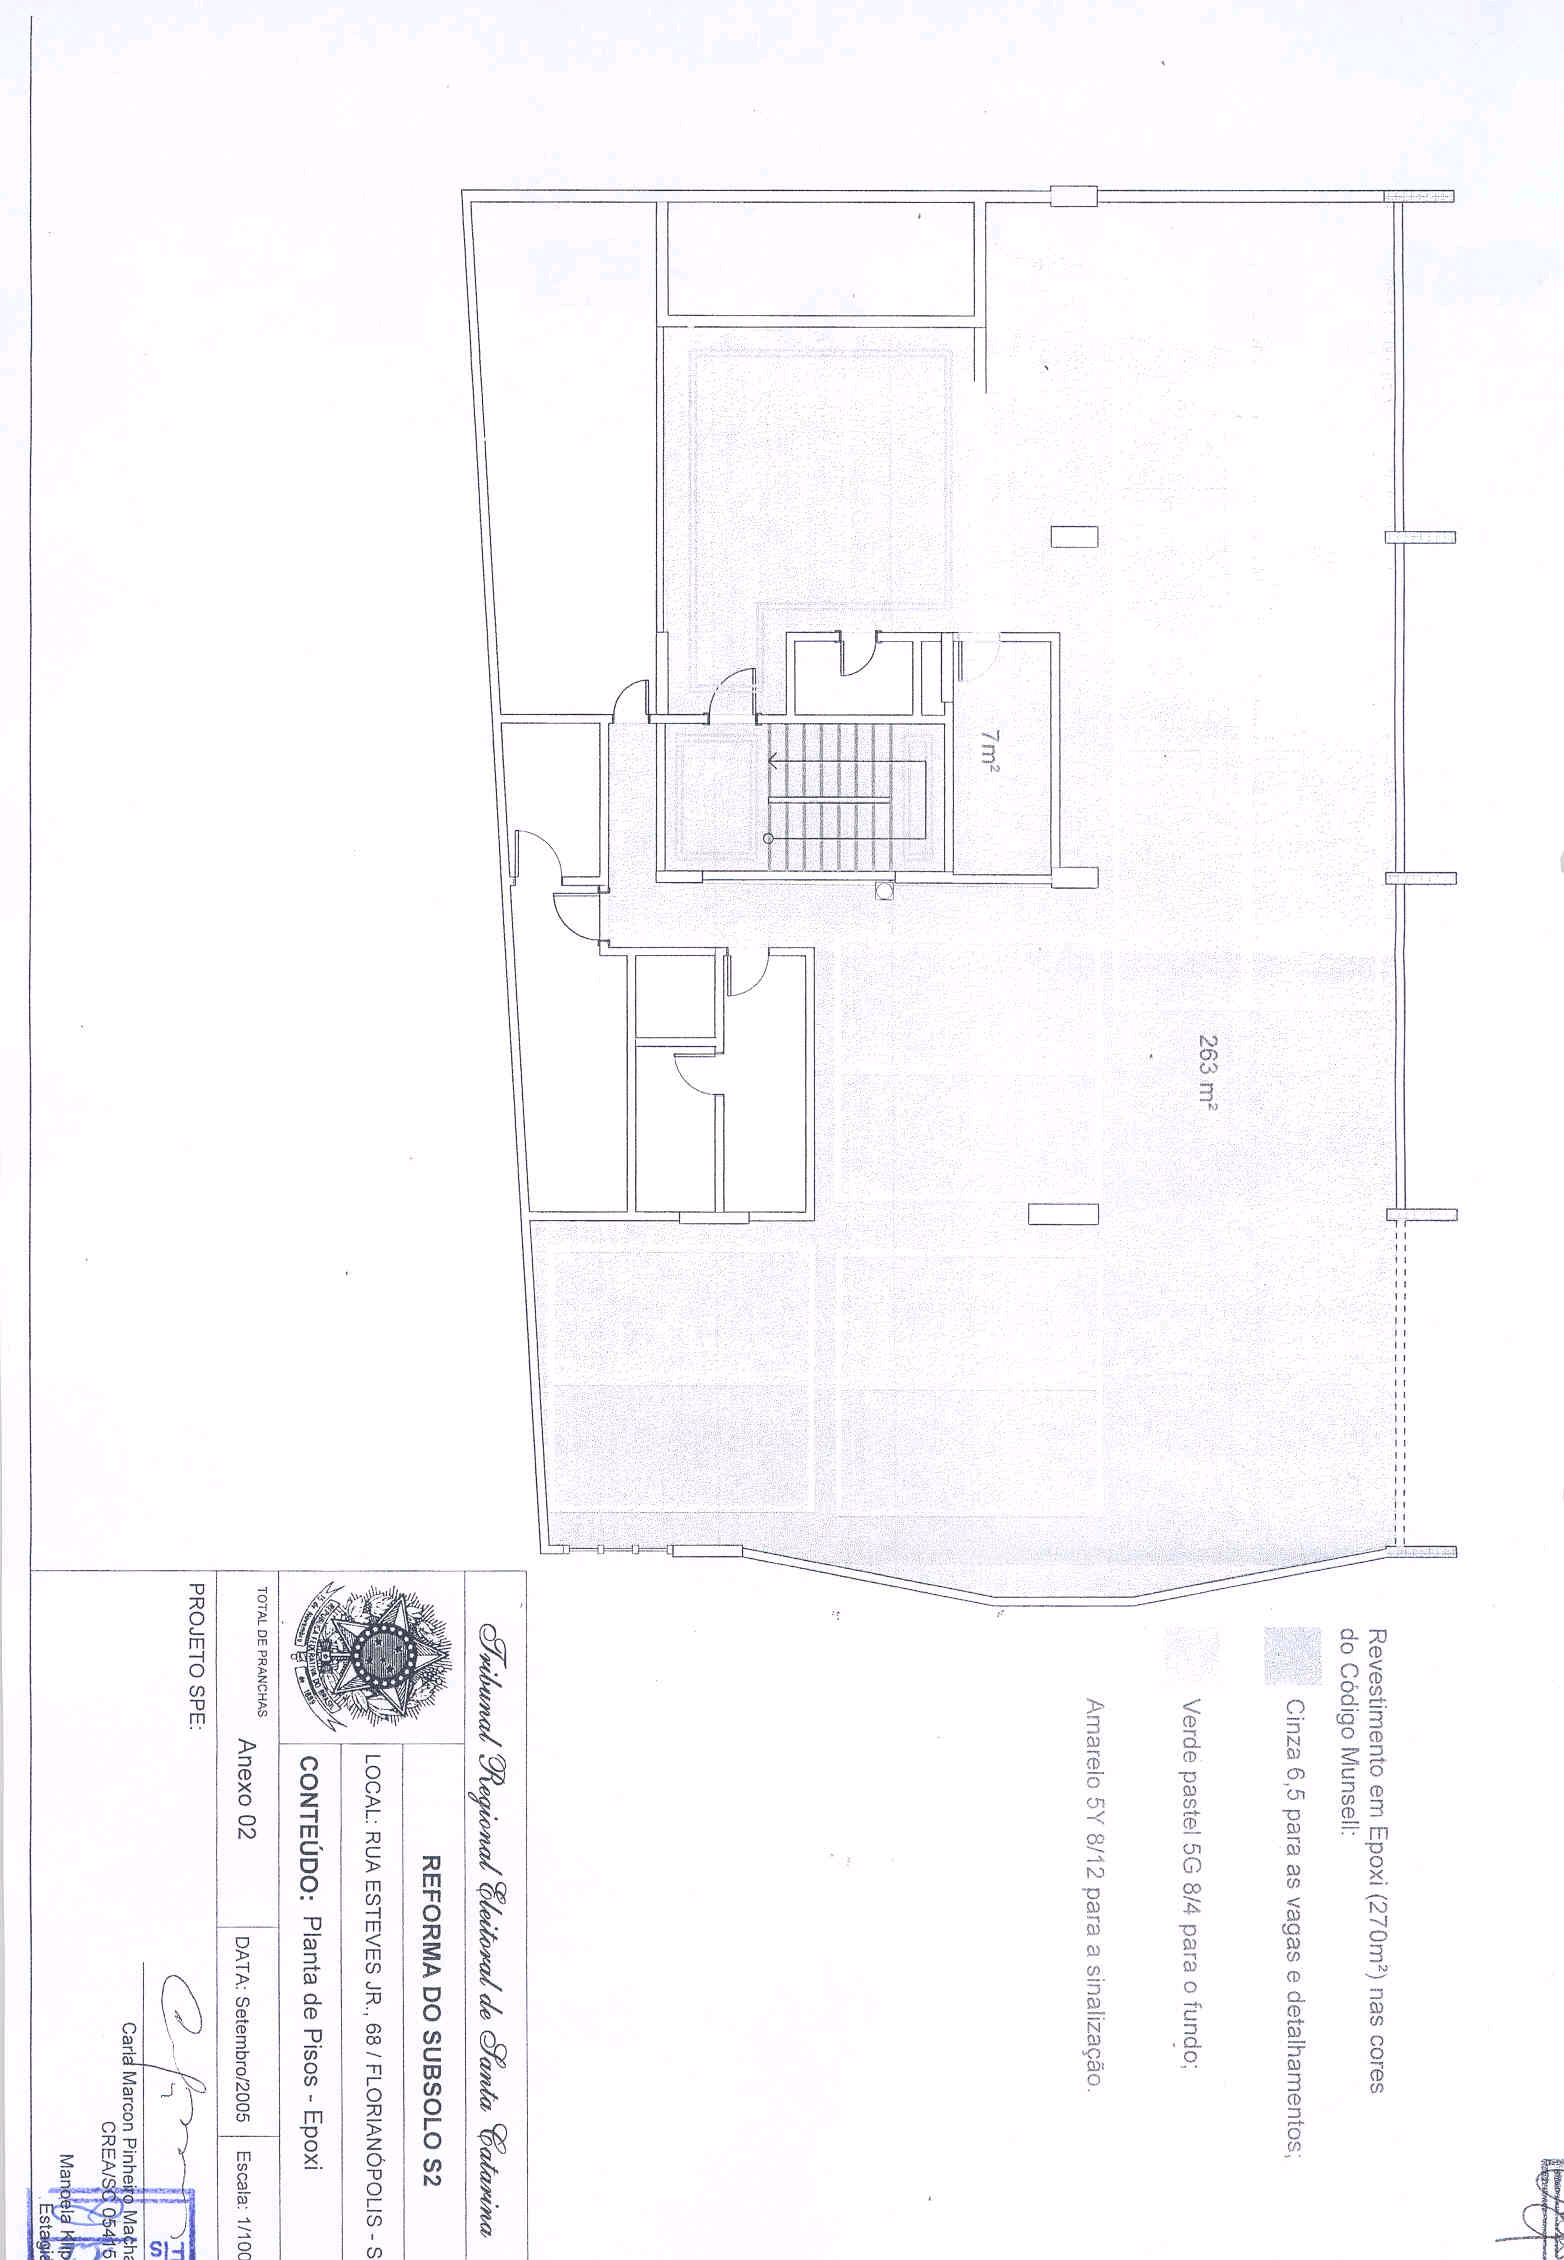 7m²
263 m²
Revestimento em Epoxi (270m²) nas cores
do Código Munsell:
Cinza 6,5 para as vagas e detalhamentos;
Verde pastel 5G 8/4 para o fundo;
Amarelo 5Y 8/12 para a sinalização.
Tribunal Regional Eleitoral de Santa Catarina
REFORMA DO SUBSOLO S2
LOCAL: RUA ESTEVES JR., 68 / FLORIANÓPOLIS - S
CONTEÚDO: Planta de Pisos - Epoxi
TOTAL DE PRANCHAS
Anexo 02
DATA: Setembro/2005
Escala: 1/100
PROJETO SPE:
Carla Marcon Pinheiro Macha
CREA/SC
Manoela Klip
Estagiá